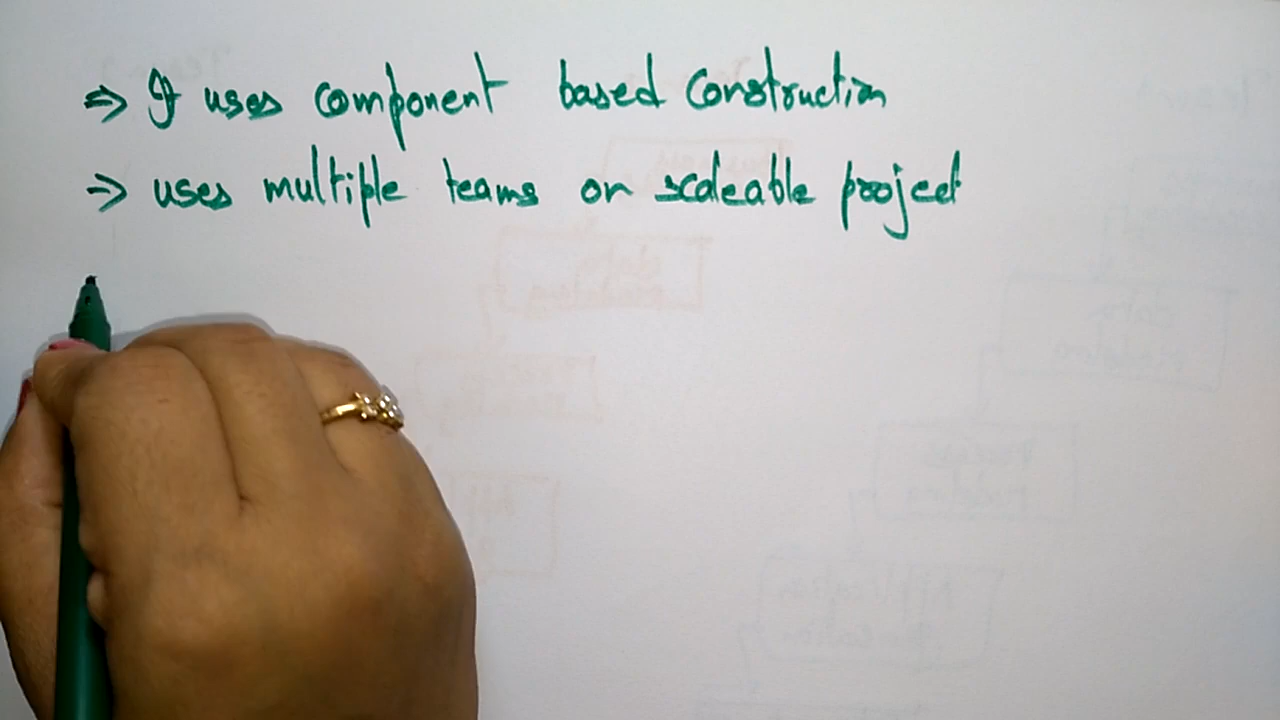 ⇒ It uses component based construction
⇒ uses multiple teams on scaleable project